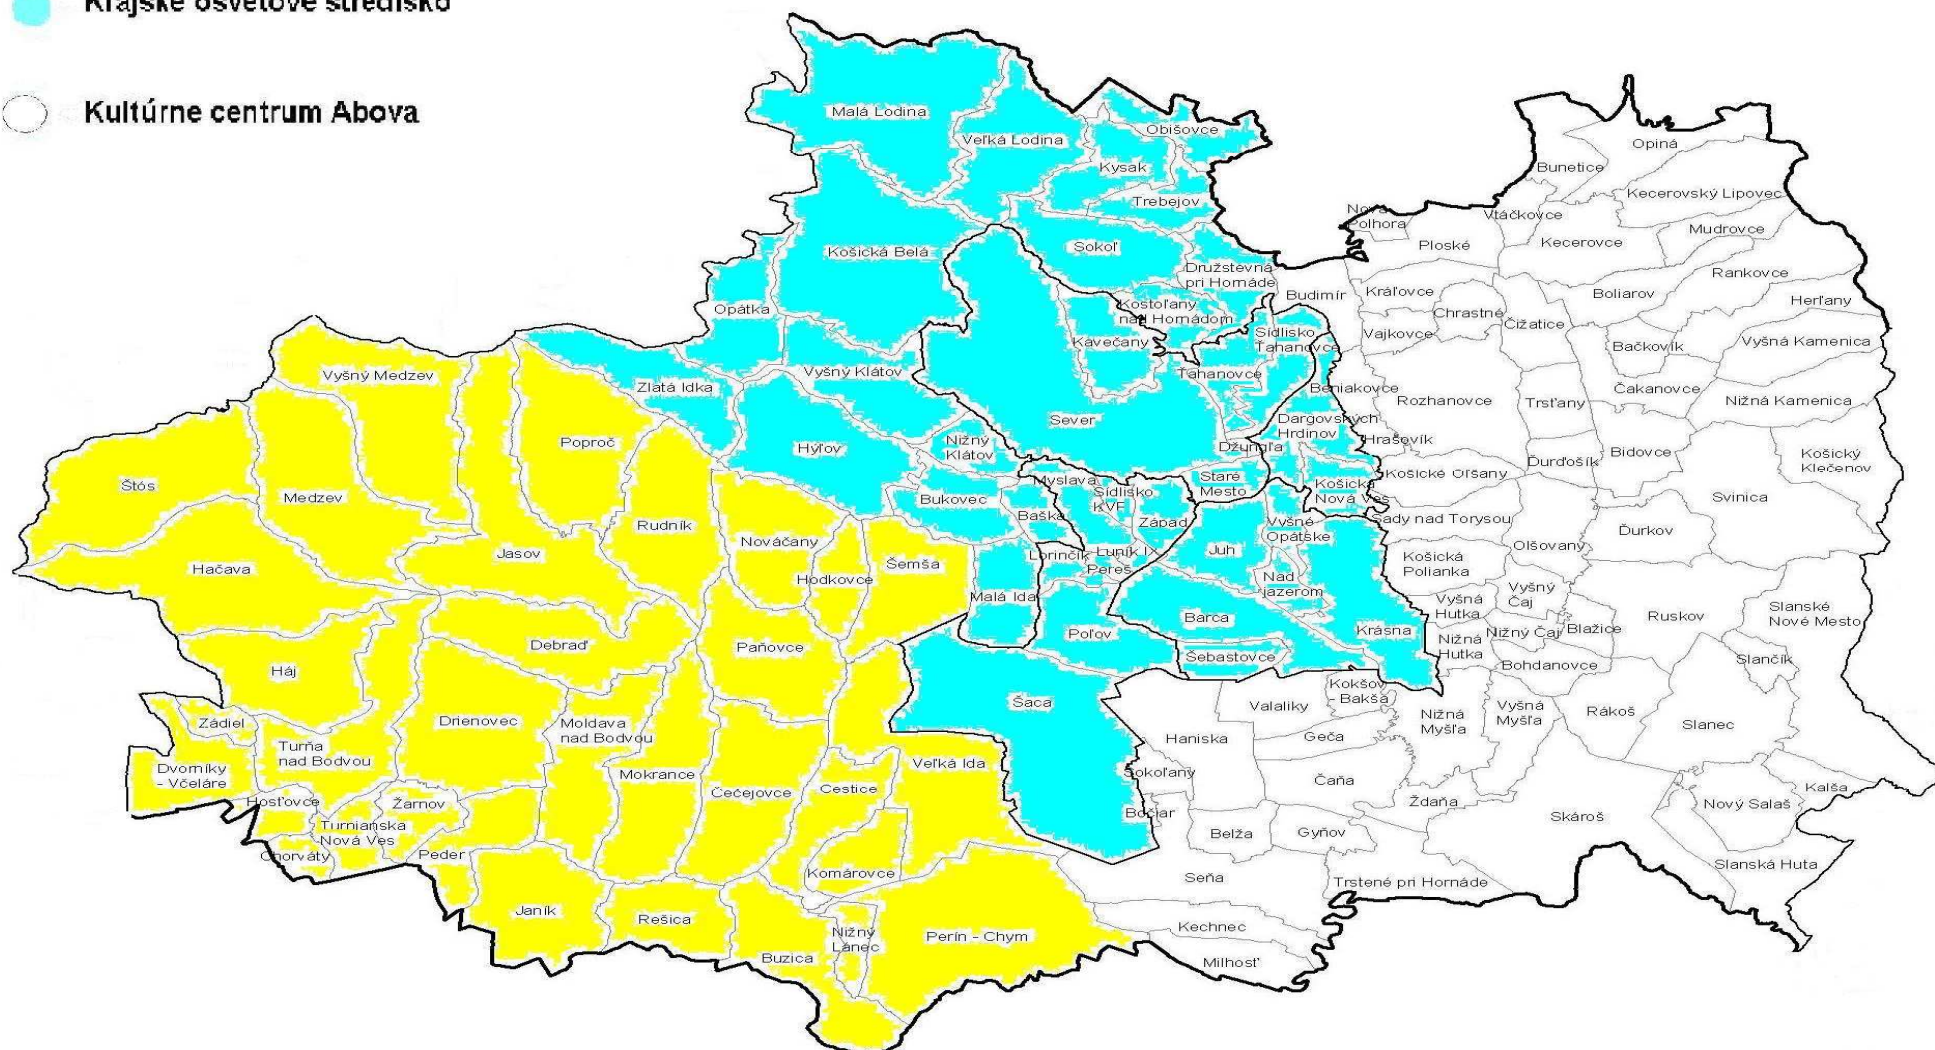 Krajské osvetové stredisko
Kultúrne centrum Abova
Malá Lodina
Veľká Lodina
Obišovce
Kysak
Trebejov
Košická Belá
Sokoľ
Družstevná
pri Hornáde
Kostoľany
nad Hornádom
Budimír
Opátka
Kavečany
Sídlisko
Ťahanovce
Ťahanovce
Vyšný Klátov
Zlatá Idka
Sever
Beniakovce
Dargovských
Hrdinov
Hýľov
Nižný
Klátov
Džungľa
Hrašovík
Bukovec
Baška
Myslava
Sídlisko
KVP
Západ
Staré
Mesto
Košická
Nová Ves
Juh
Vyšné
Opátske
Lorinčík
Luník IX
Pereš
Nad
jazerom
Malá Ida
Poľov
Barca
Krásna
Šebastovce
Šaca
Opiná
Bunetice
Kecerovský Lipovec
Nová
Polhora
Vtáčkovce
Ploské
Kecerovce
Mudrovce
Rankovce
Kráľovce
Chrastné
Čižatice
Boliarov
Herľany
Vajkovce
Bačkovík
Vyšná Kamenica
Rozhanovce
Trsťany
Čakanovce
Nižná Kamenica
Košické Oľšany
Ďurďošík
Bidovce
Košický
Klečenov
Svinica
Sady nad Torysou
Olšovany
Ďurkov
Košická
Polianka
Vyšný
Čaj
Vyšná
Hutka
Ruskov
Slanské
Nové Mesto
Nižná
Hutka
Nižný Čaj
Blažice
Bohdanovce
Slančík
Kokšov
- Bakša
Valaliky
Nižná
Myšľa
Vyšná
Myšľa
Rákoš
Slanec
Haniska
Geča
Sokoľany
Čaňa
Ždaňa
Bočiar
Belža
Gyňov
Skároš
Nový Salaš
Kalša
Slanská Huta
Seňa
Trstené pri Hornáde
Kechnec
Milhosť
Vyšný Medzev
Poproč
Štós
Medzev
Rudník
Jasov
Nováčany
Hodkovce
Šemša
Hačava
Debraď
Paňovce
Háj
Zádiel
Drienovec
Moldava
nad Bodvou
Turňa
nad Bodvou
Dvorníky
- Včeláre
Mokrance
Čečejovce
Cestice
Veľká Ida
Hosťovce
Žarnov
Turnianska
Nová Ves
Chorváty
Peder
Komárovce
Janík
Rešica
Buzica
Nižný
Lánec
Perín - Chym